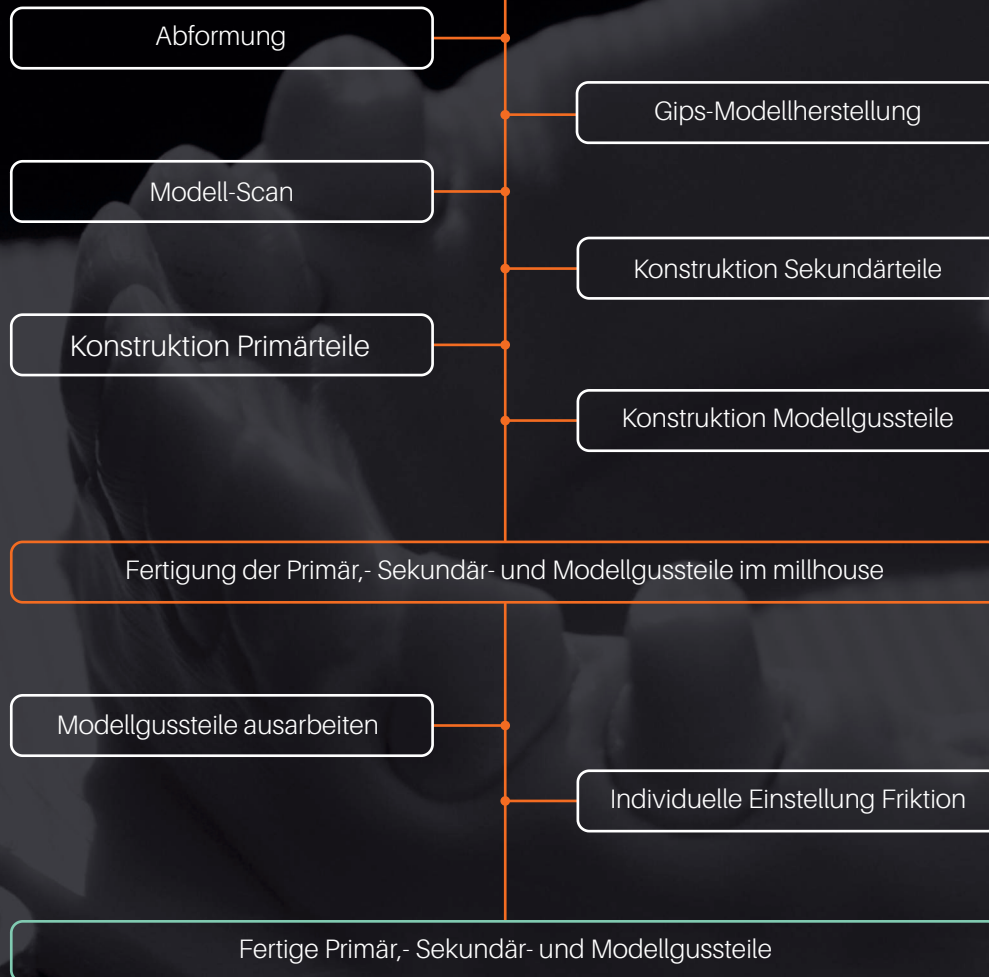 Abformung
Gips-Modellherstellung
Modell-Scan
Konstruktion Sekundärteile
Konstruktion Primärteile
Konstruktion Modellgussteile
Fertigung der Primär,- Sekundär- und Modellgussteile im millhouse
Modellgussteile ausarbeiten
Individuelle Einstellung Friktion
Fertige Primär,- Sekundär- und Modellgussteile